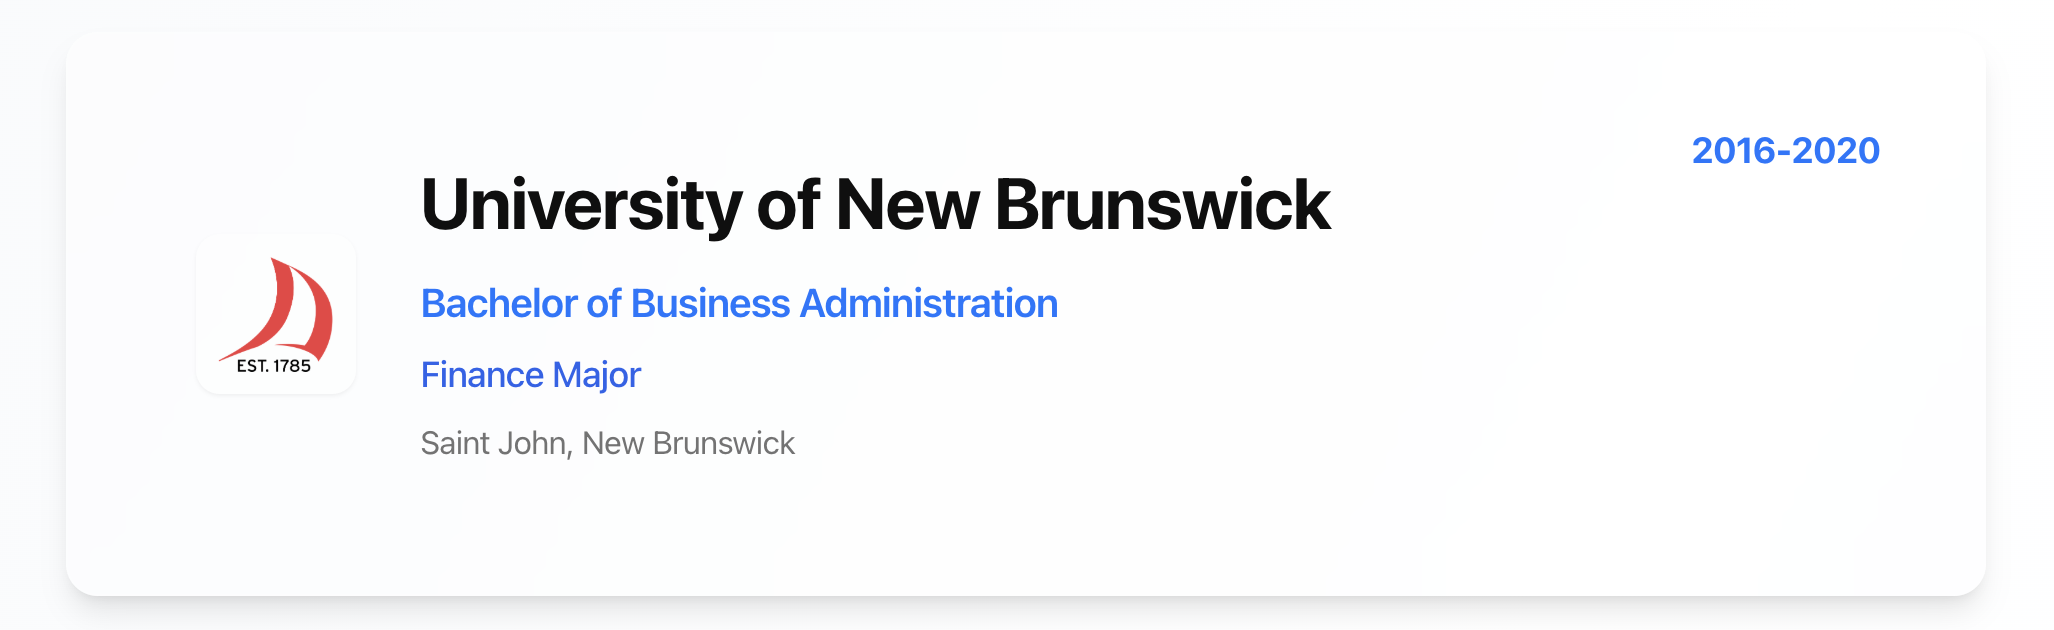 2016-2020
University of New Brunswick
Bachelor of Business Administration
Finance Major
Saint John, New Brunswick
EST. 1785